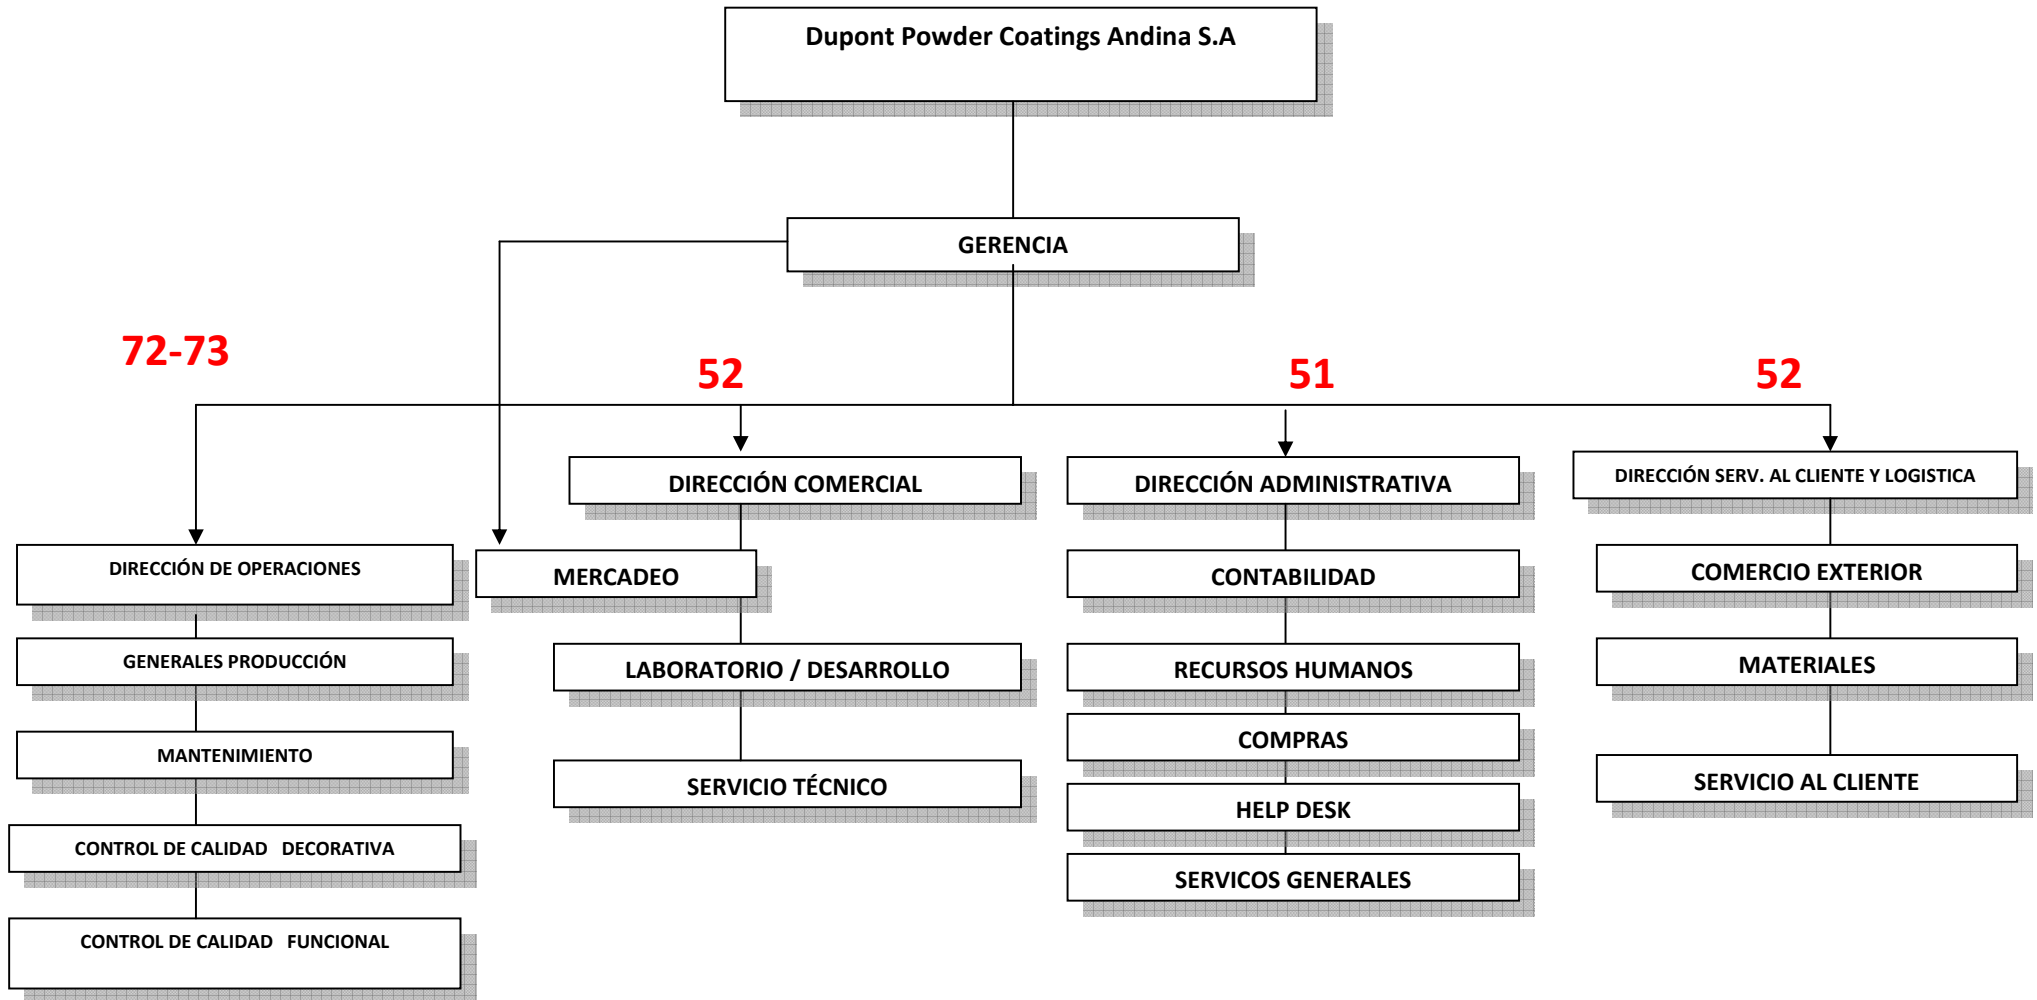 Dupont Powder Coatings Andina S.A
GERENCIA
72-73
52
51
52
DIRECCIÓN COMERCIAL
DIRECCIÓN ADMINISTRATIVA
DIRECCIÓN SERV. AL CLIENTE Y LOGISTICA
DIRECCIÓN DE OPERACIONES
MERCADEO
CONTABILIDAD
COMERCIO EXTERIOR
GENERALES PRODUCCIÓN
LABORATORIO / DESARROLLO
RECURSOS HUMANOS
MATERIALES
MANTENIMIENTO
COMPRAS
SERVICIO TÉCNICO
SERVICIO AL CLIENTE
HELP DESK
CONTROL DE CALIDAD DECORATIVA
SERVICOS GENERALES
CONTROL DE CALIDAD FUNCIONAL